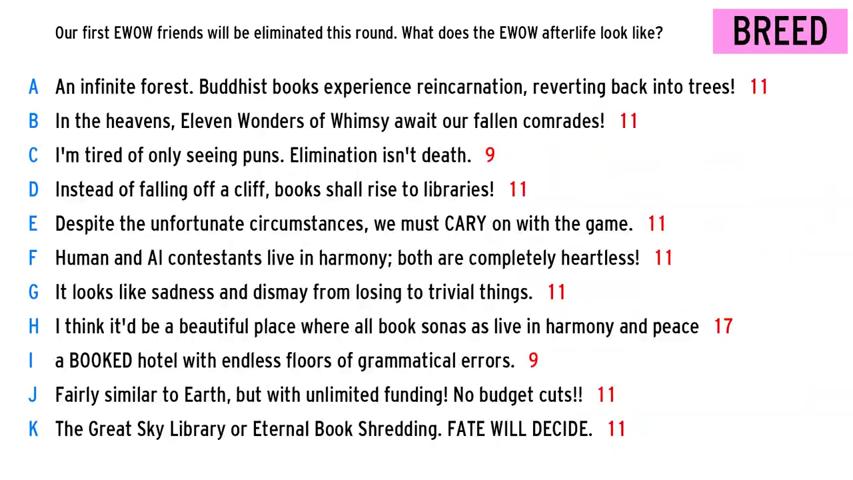 Our first EWOW friends will be eliminated this round. What does the EWOW afterlife look like?
BREED
A An infinite forest. Buddhist books experience reincarnation, reverting back into trees! 11
B In the heavens, Eleven Wonders of Whimsy await our fallen comrades! 11
C I'm tired of only seeing puns. Elimination isn't death. 9
D Instead of falling off a cliff, books shall rise to libraries! 11
E Despite the unfortunate circumstances, we must CARY on with the game. 11
F Human and AI contestants live in harmony; both are completely heartless! 11
G It looks like sadness and dismay from losing to trivial things. 11
H I think it'd be a beautiful place where all book sonas as live in harmony and peace 17
I a BOOKED hotel with endless floors of grammatical errors. 9
J Fairly similar to Earth, but with unlimited funding! No budget cuts!! 11
K The Great Sky Library or Eternal Book Shredding. FATE WILL DECIDE. 11